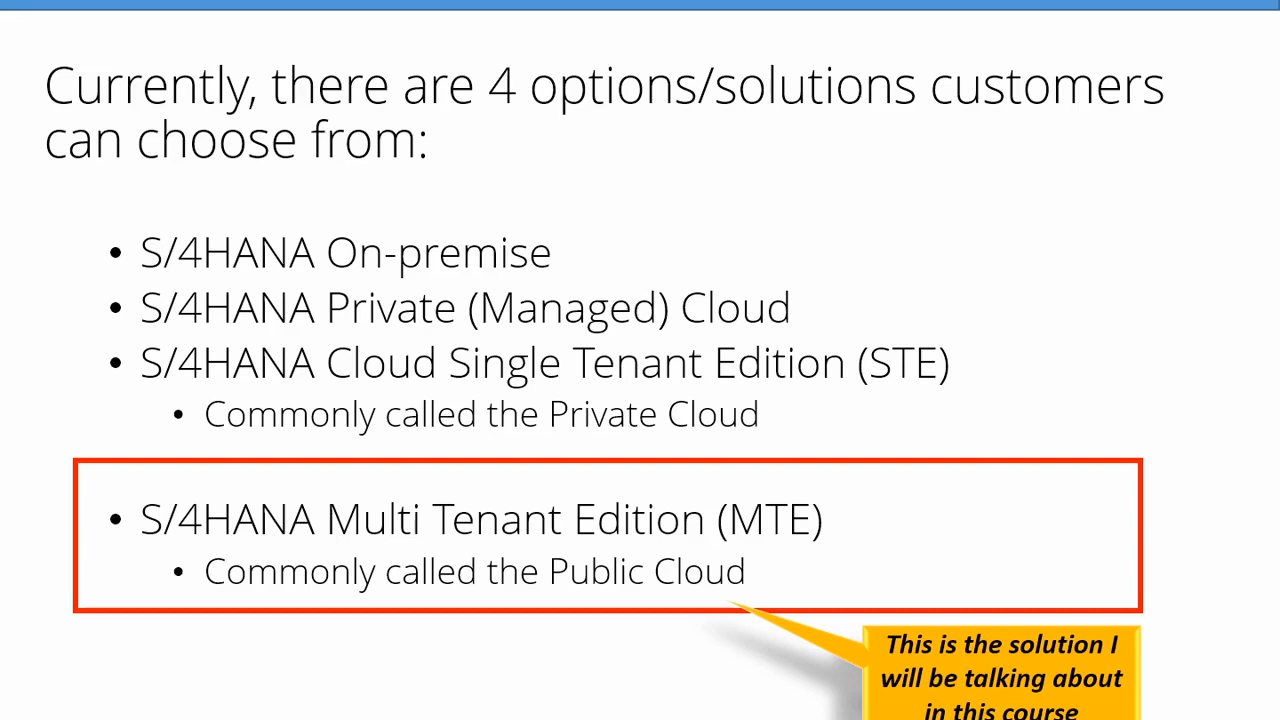 Currently, there are 4 options/solutions customers
can choose from:
• S/4HANA On-premise
• S/4HANA Private (Managed) Cloud
• S/4HANA Cloud Single Tenant Edition (STE)
• Commonly called the Private Cloud
• S/4HANA Multi Tenant Edition (MTE)
• Commonly called the Public Cloud
This is the solution I
will be talking about
in this course